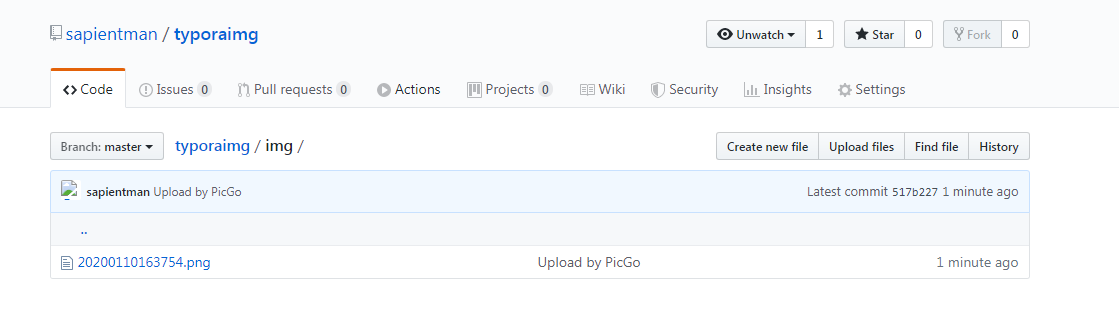 sapientman / typoraimg Unwatch 1 Star 0 Fork 0
Code Issues 0 Pull requests 0 Actions Projects 0 Wiki Security Insights Settings
Branch: master typoraimg / img / Create new file Upload files Find file History
sapientman Upload by PicGo Latest commit 517b227 1 minute ago
..
20200110163754.png Upload by PicGo 1 minute ago